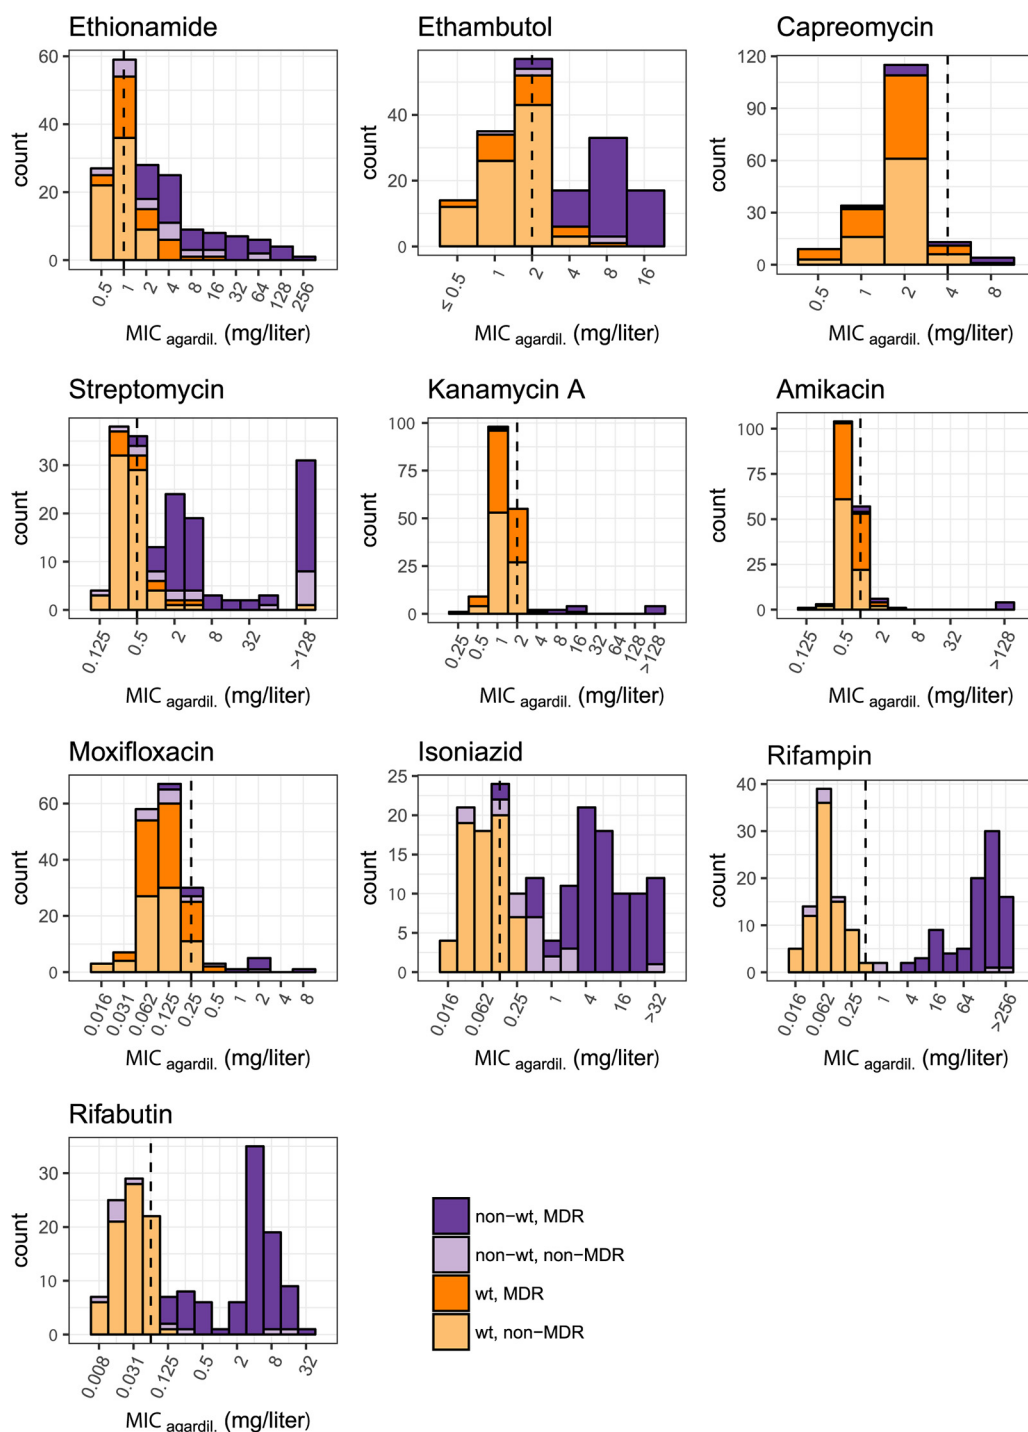 Ethionamide
Ethambutol
Capreomycin
count
60
40
20
0
0.5 1 2 4 8 16 32 64 128 256
MIC agardil. (mg/liter)
count
40
20
0
≤ 0.5 1 2 4 8 16
MIC agardil. (mg/liter)
count
120
90
60
30
0
0.5 1 2 4 8
MIC agardil. (mg/liter)
Streptomycin
Kanamycin A
Amikacin
count
30
20
10
0
0.125 0.5 2 8 32 >128
MIC agardil. (mg/liter)
count
100
75
50
25
0
0.25 0.5 1 2 4 8 16 32 64 128 >128
MIC agardil. (mg/liter)
count
100
75
50
25
0
0.125 0.5 2 8 32 >128
MIC agardil. (mg/liter)
Moxifloxacin
Isoniazid
Rifampin
count
60
40
20
0
0.016 0.031 0.062 0.125 0.25 0.5 1 2 4 8
MIC agardil. (mg/liter)
count
25
20
15
10
5
0
0.016 0.062 0.25 1 4 16 >32
MIC agardil. (mg/liter)
count
40
30
20
10
0
0.016 0.062 0.25 1 4 16 64 >256
MIC agardil. (mg/liter)
Rifabutin
count
30
20
10
0
0.008 0.031 0.125 0.5 2 8 32
MIC agardil. (mg/liter)
non−wt, MDR
non−wt, non−MDR
wt, MDR
wt, non−MDR